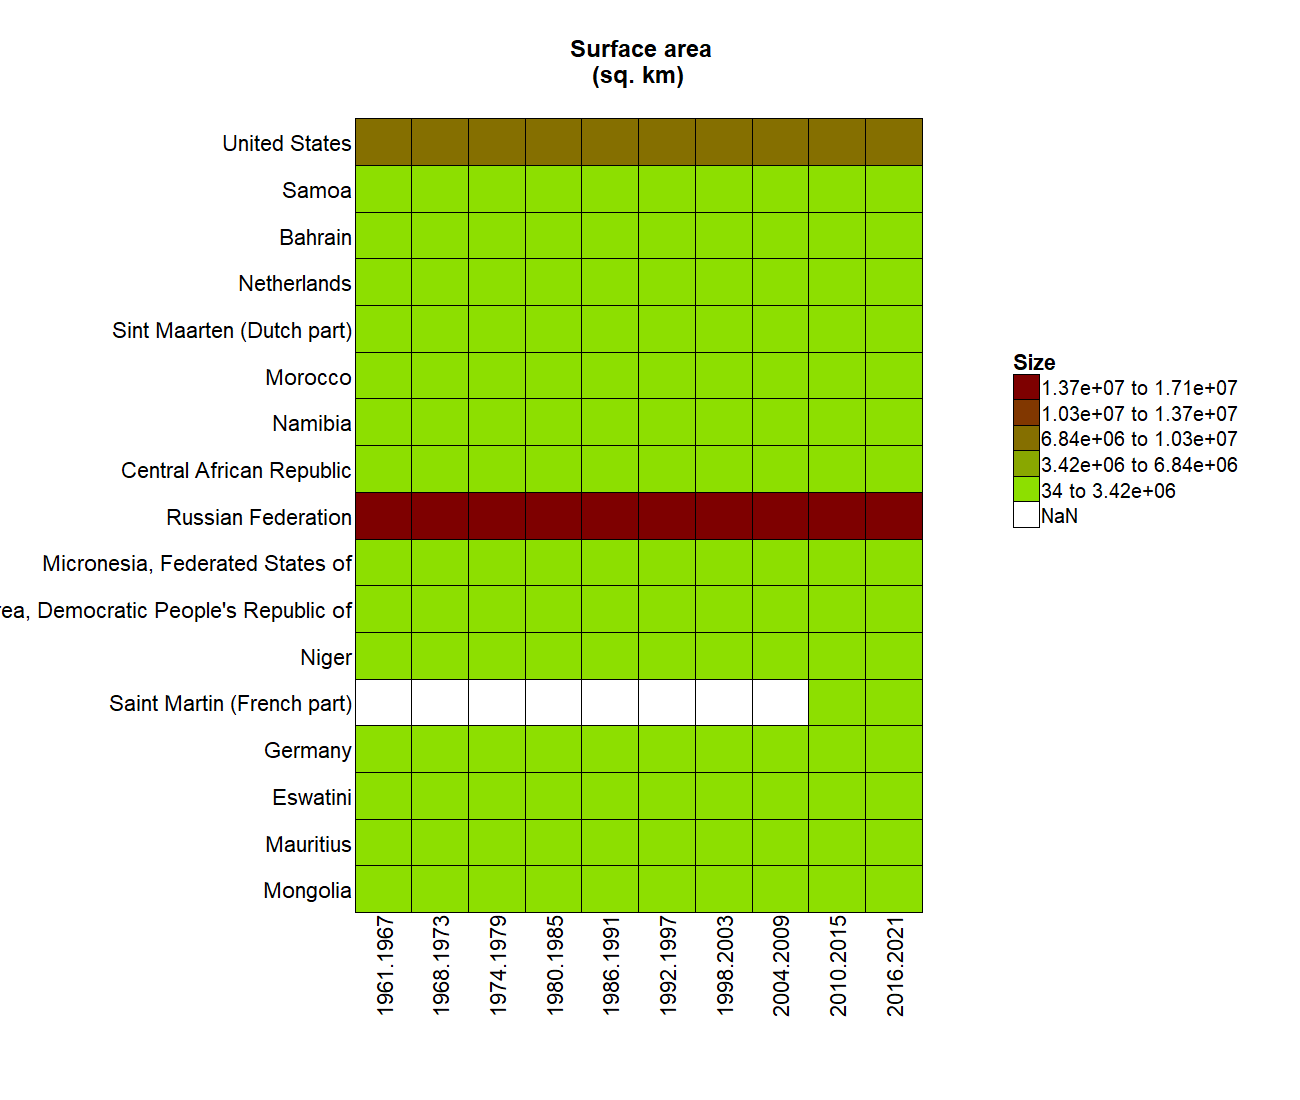 Surface area
(sq. km)
United States
Samoa
Bahrain
Netherlands
Sint Maarten (Dutch part)
Morocco
Namibia
Central African Republic
Russian Federation
Micronesia, Federated States of
rea, Democratic People's Republic of
Niger
Saint Martin (French part)
Germany
Eswatini
Mauritius
Mongolia
1961.1967
1968.1973
1974.1979
1980.1985
1986.1991
1992.1997
1998.2003
2004.2009
2010.2015
2016.2021
Size
1.37e+07 to 1.71e+07
1.03e+07 to 1.37e+07
6.84e+06 to 1.03e+07
3.42e+06 to 6.84e+06
34 to 3.42e+06
NaN